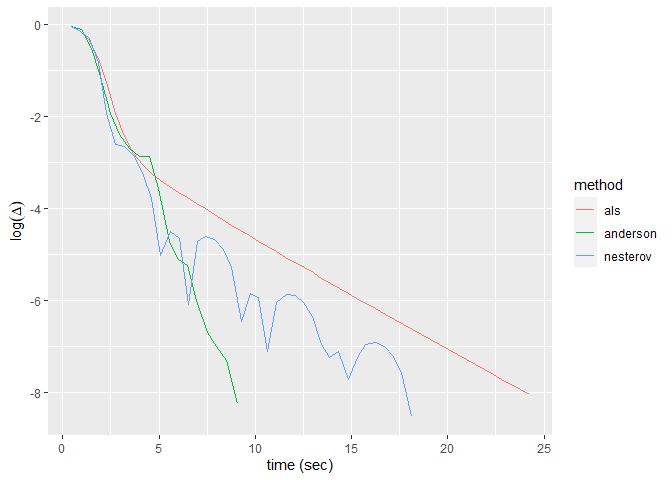 0
-2
-4
-6
-8
log(Δ)
0
5
10
15
20
25
time (sec)
method
als
anderson
nesterov